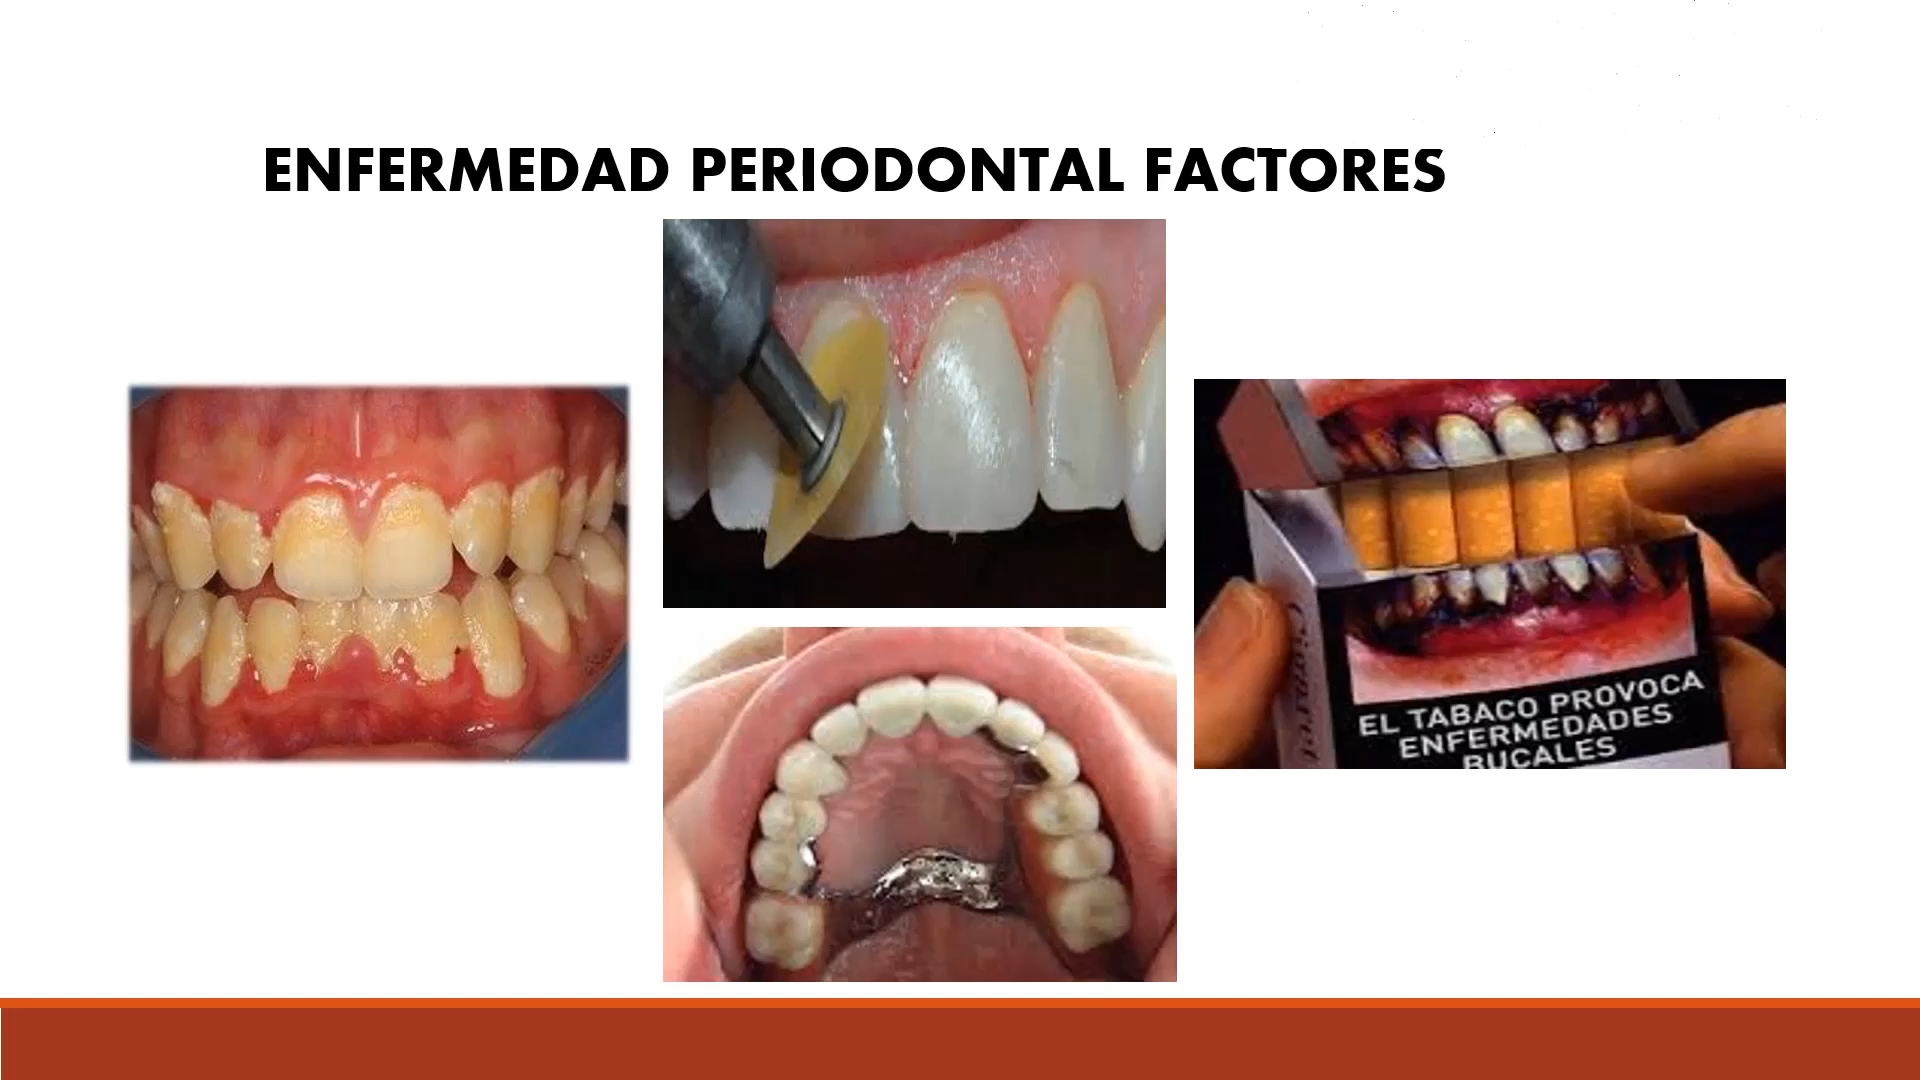 ENFERMEDAD PERIODONTAL FACTORES
EL TABACO PROVOCA
ENFERMEDADES
BUCALES